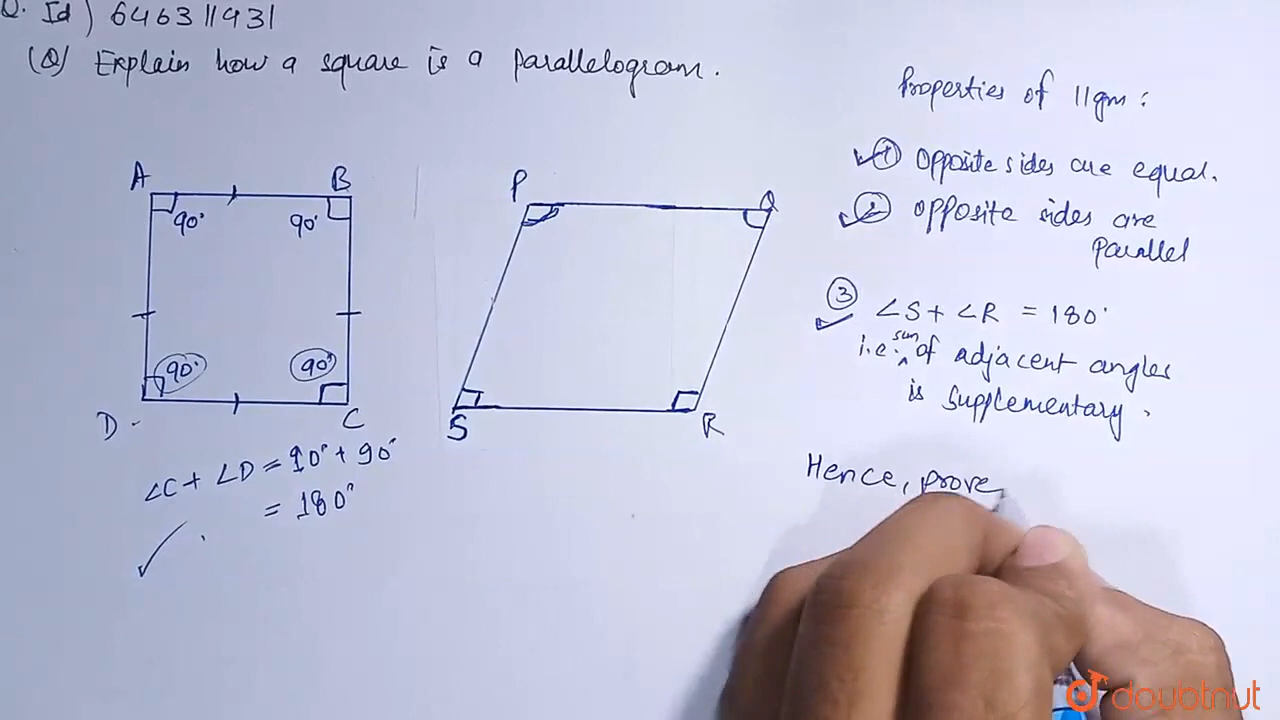 Q. Id) 646311931
(Q) Explain how a square is a parallelogram.
Properties of ||gm :
① Opposite sides are equal.
② Opposite sides are
parallel
③ ∠S + ∠R = 180°
i.e. sum of adjacent angles
is supplementary.
Hence, prove
A
B
90°
90°
90°
90°
D
C
∠C + ∠D = 90° + 90°
= 180°
P
Q
S
R
doubtnut